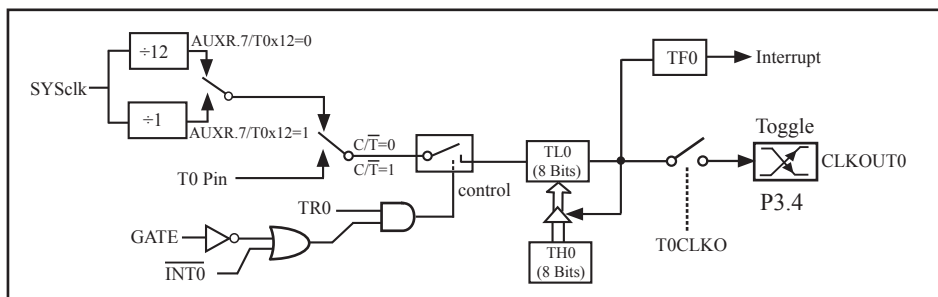 AUXR.7/T0x12=0
÷12
SYSclk
÷1
AUXR.7/T0x12=1
T0 Pin
C/T̅=0
C/T̅=1
control
TR0
GATE
I̅N̅T̅0̅
TL0
(8 Bits)
TH0
(8 Bits)
TF0
Interrupt
Toggle
CLKOUT0
P3.4
T0CLKO